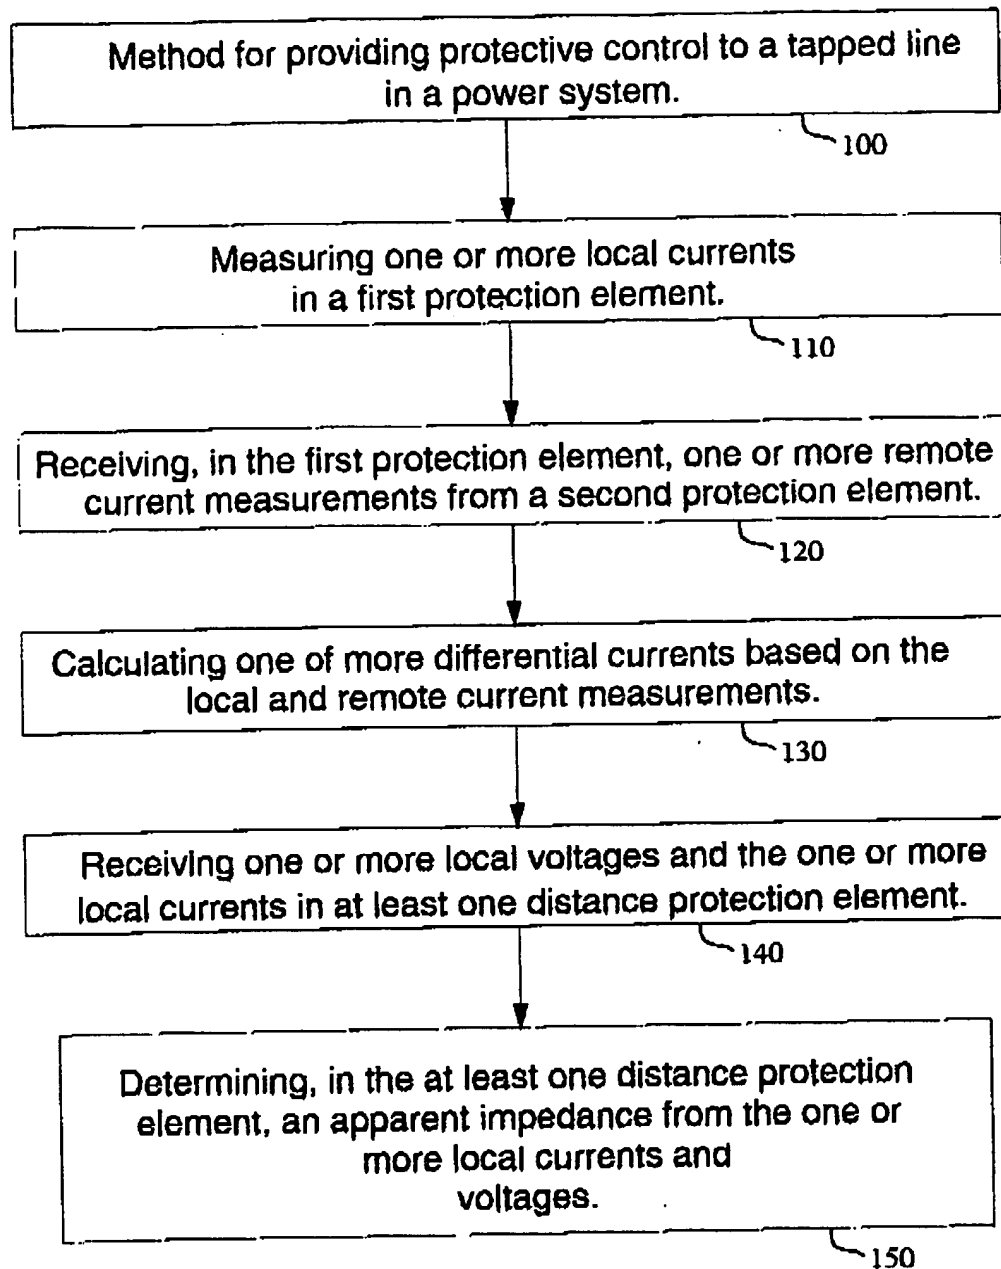 Method for providing protective control to a tapped line
in a power system.
100
Measuring one or more local currents
in a first protection element.
110
Receiving, in the first protection element, one or more remote
current measurements from a second protection element.
120
Calculating one of more differential currents based on the
local and remote current measurements.
130
Receiving one or more local voltages and the one or more
local currents in at least one distance protection element.
140
Determining, in the at least one distance protection
element, an apparent impedance from the one or
more local currents and
voltages.
150